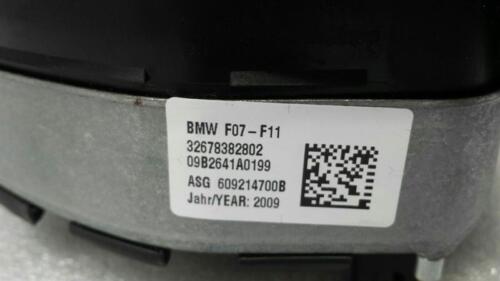 BMW F07-F11
32678382802
09B2641A0199
ASG 609214700B
Jahr/YEAR: 2009